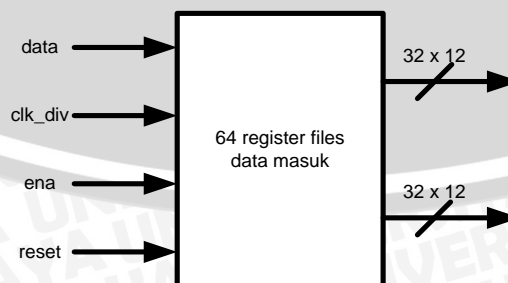 data
32 x 12
clk_div
64 register files
data masuk
ena
32 x 12
reset